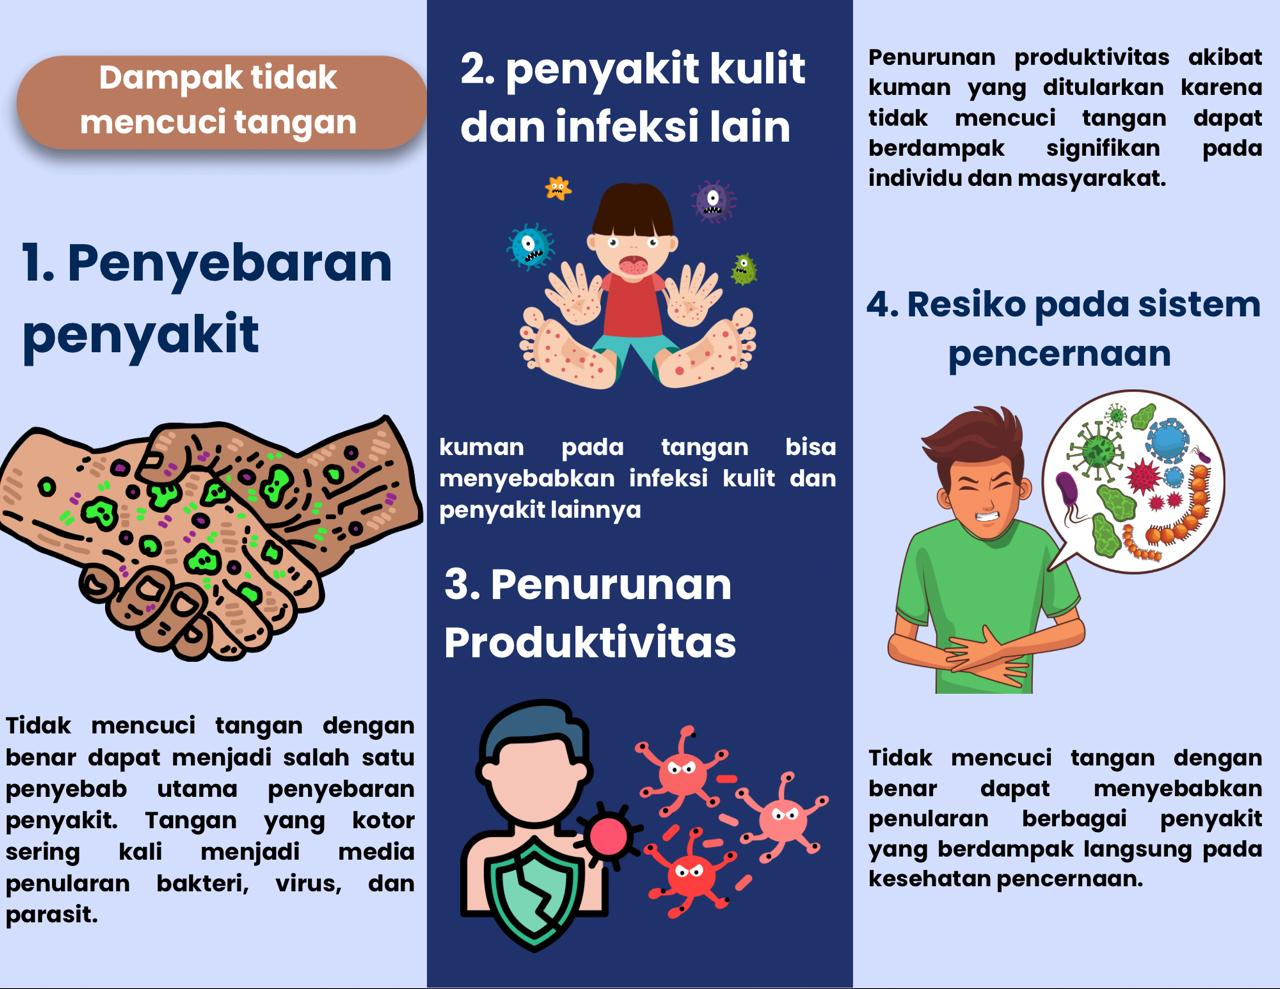 Dampak tidak
mencuci tangan
1. Penyebaran
penyakit
Tidak mencuci tangan dengan
benar dapat menjadi salah satu
penyebab utama penyebaran
penyakit. Tangan yang kotor
sering kali menjadi media
penularan bakteri, virus, dan
parasit.
2. penyakit kulit
dan infeksi lain
kuman pada tangan bisa
menyebabkan infeksi kulit dan
penyakit lainnya
3. Penurunan
Produktivitas
Penurunan produktivitas akibat
kuman yang ditularkan karena
tidak mencuci tangan dapat
berdampak signifikan pada
individu dan masyarakat.
4. Resiko pada sistem
pencernaan
Tidak mencuci tangan dengan
benar dapat menyebabkan
penularan berbagai penyakit
yang berdampak langsung pada
kesehatan pencernaan.